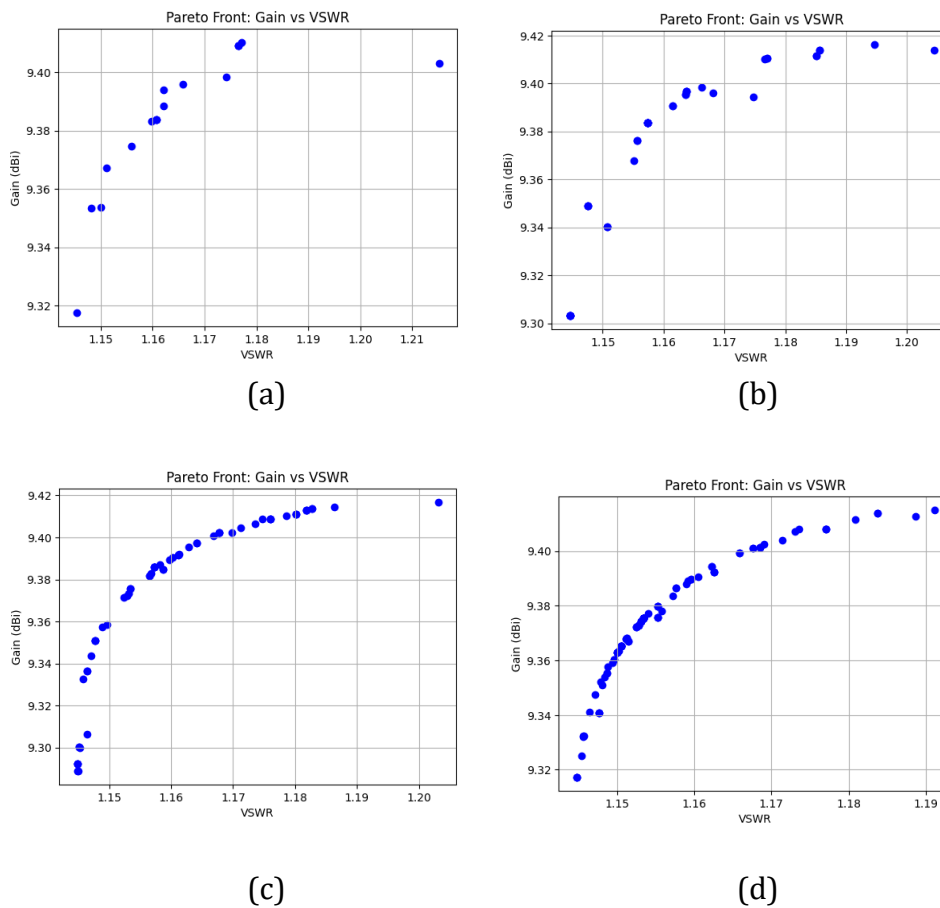 Pareto Front: Gain vs VSWR
Gain (dBi)
9.40
9.38
9.36
9.34
9.32
1.15 1.16 1.17 1.18 1.19 1.20 1.21
VSWR
(a)
Pareto Front: Gain vs VSWR
Gain (dBi)
9.42
9.40
9.38
9.36
9.34
9.32
9.30
1.15 1.16 1.17 1.18 1.19 1.20
VSWR
(b)
Pareto Front: Gain vs VSWR
Gain (dBi)
9.42
9.40
9.38
9.36
9.34
9.32
9.30
1.15 1.16 1.17 1.18 1.19 1.20
VSWR
(c)
Pareto Front: Gain vs VSWR
Gain (dBi)
9.40
9.38
9.36
9.34
9.32
1.15 1.16 1.17 1.18 1.19
VSWR
(d)